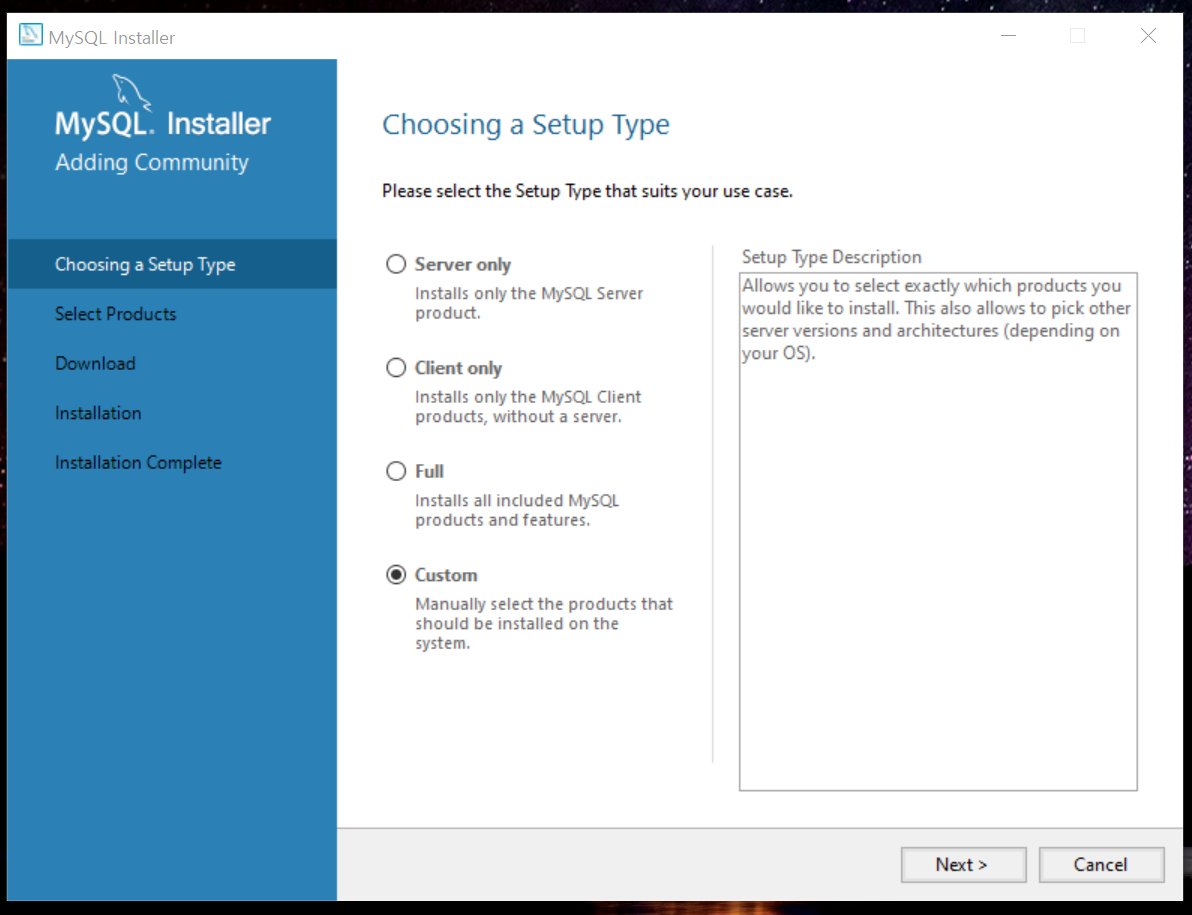 MySQL Installer
MySQL. Installer
Adding Community
Choosing a Setup Type
Select Products
Download
Installation
Installation Complete
Choosing a Setup Type
Please select the Setup Type that suits your use case.
Server only
Installs only the MySQL Server
product.
Client only
Installs only the MySQL Client
products, without a server.
Full
Installs all included MySQL
products and features.
Custom
Manually select the products that
should be installed on the
system.
Setup Type Description
Allows you to select exactly which products you
would like to install. This also allows to pick other
server versions and architectures (depending on
your OS).
Next >
Cancel